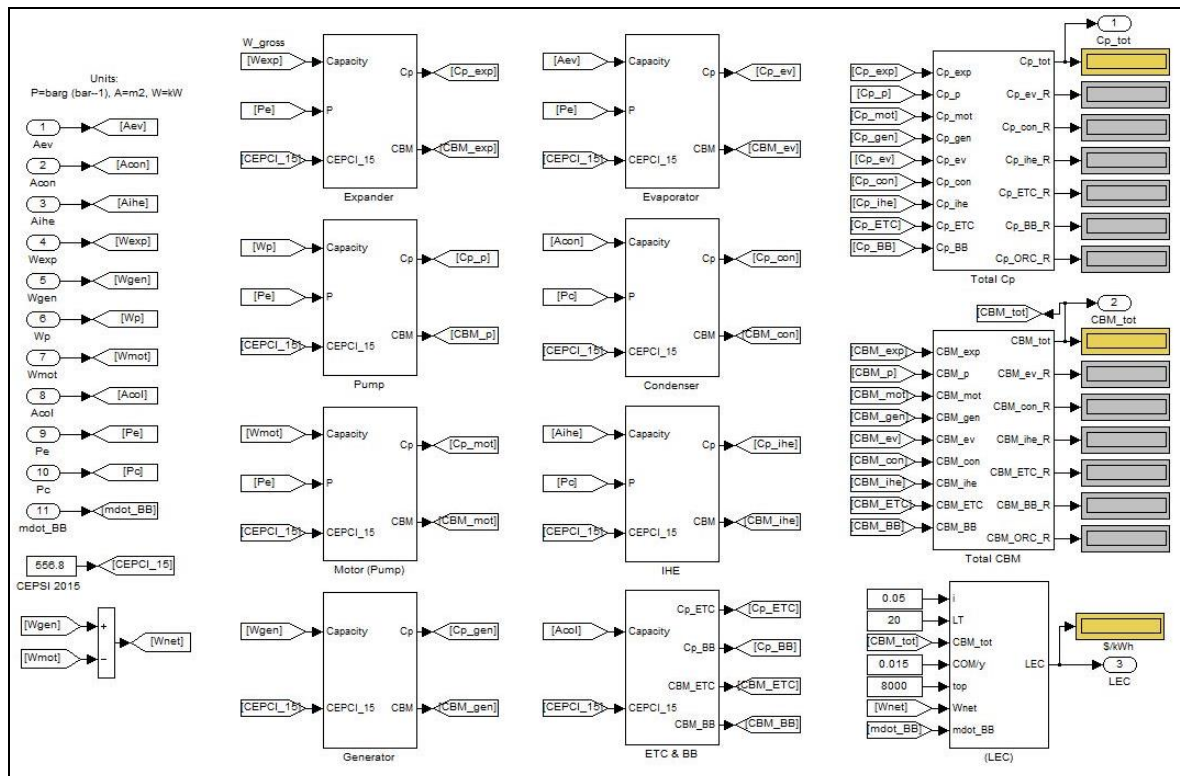 Units:
P=barg (bar--1), A=m2, W=kW
1
[Aev]
Aev
2
[Acon]
Acon
3
[Aihe]
Aihe
4
[Wexp]
Wexp
5
[Wgen]
Wgen
6
[Wp]
Wp
7
[Wmot]
Wmot
8
[Acol]
Acol
9
[Pe]
Pe
10
[Pc]
Pc
11
[mdot_BB]
mdot_BB
556.8
[CEPCI_15]
CEPSI 2015
[Wgen]
+
[Wnet]
[Wmot]
−
W_gross
[Wexp]
Capacity
Cp
[Cp_exp]
[Pe]
P
[CEPCI_15]
CEPCI_15
CBM
[CBM_exp]
Expander
[Wp]
Capacity
Cp
[Cp_p]
[Pe]
P
CBM
[CBM_p]
[CEPCI_15]
CEPCI_15
Pump
[Wmot]
Capacity
Cp
[Cp_mot]
[Pe]
P
[CEPCI_15]
CEPCI_15
CBM
[CBM_mot]
Motor (Pump)
[Wgen]
Capacity
Cp
[Cp_gen]
[CEPCI_15]
CEPCI_15
CBM
[CBM_gen]
Generator
[Aev]
Capacity
Cp
[Cp_ev]
[Pe]
P
[CEPCI_15]
CEPCI_15
CBM
[CBM_ev]
Evaporator
[Acon]
Capacity
Cp
[Cp_con]
[Pc]
P
CBM
[CBM_con]
[CEPCI_15]
CEPCI_15
Condenser
[Aihe]
Capacity
Cp
[Cp_ihe]
[Pc]
P
[CEPCI_15]
CEPCI_15
CBM
[CBM_ihe]
IHE
[Acol]
Capacity
Cp_ETC
[Cp_ETC]
Cp_BB
[Cp_BB]
CBM_ETC
[CBM_ETC]
[CEPCI_15]
CEPCI_15
CBM_BB
[CBM_BB]
ETC & BB
1
Cp_tot
[Cp_exp]
Cp_exp
[Cp_p]
Cp_p
[Cp_mot]
Cp_mot
[Cp_gen]
Cp_gen
[Cp_ev]
Cp_ev
[Cp_con]
Cp_con
[Cp_ihe]
Cp_ihe
[Cp_ETC]
Cp_ETC
[Cp_BB]
Cp_BB
Cp_tot
Cp_ev_R
Cp_con_R
Cp_ihe_R
Cp_ETC_R
Cp_BB_R
Cp_ORC_R
Total Cp
[CBM_tot]
2
CBM_tot
[CBM_exp]
CBM_exp
[CBM_p]
CBM_p
[CBM_mot]
CBM_mot
[CBM_gen]
CBM_gen
[CBM_ev]
CBM_ev
[CBM_con]
CBM_con
[CBM_ihe]
CBM_ihe
[CBM_ETC]
CBM_ETC
[CBM_BB]
CBM_BB
CBM_tot
CBM_ev_R
CBM_con_R
CBM_ihe_R
CBM_ETC_R
CBM_BB_R
CBM_ORC_R
Total CBM
0.05
i
20
LT
[CBM_tot]
CBM_tot
0.015
COM/y
8000
top
[Wnet]
Wnet
[mdot_BB]
mdot_BB
LEC
(LEC)
$/kWh
3
LEC